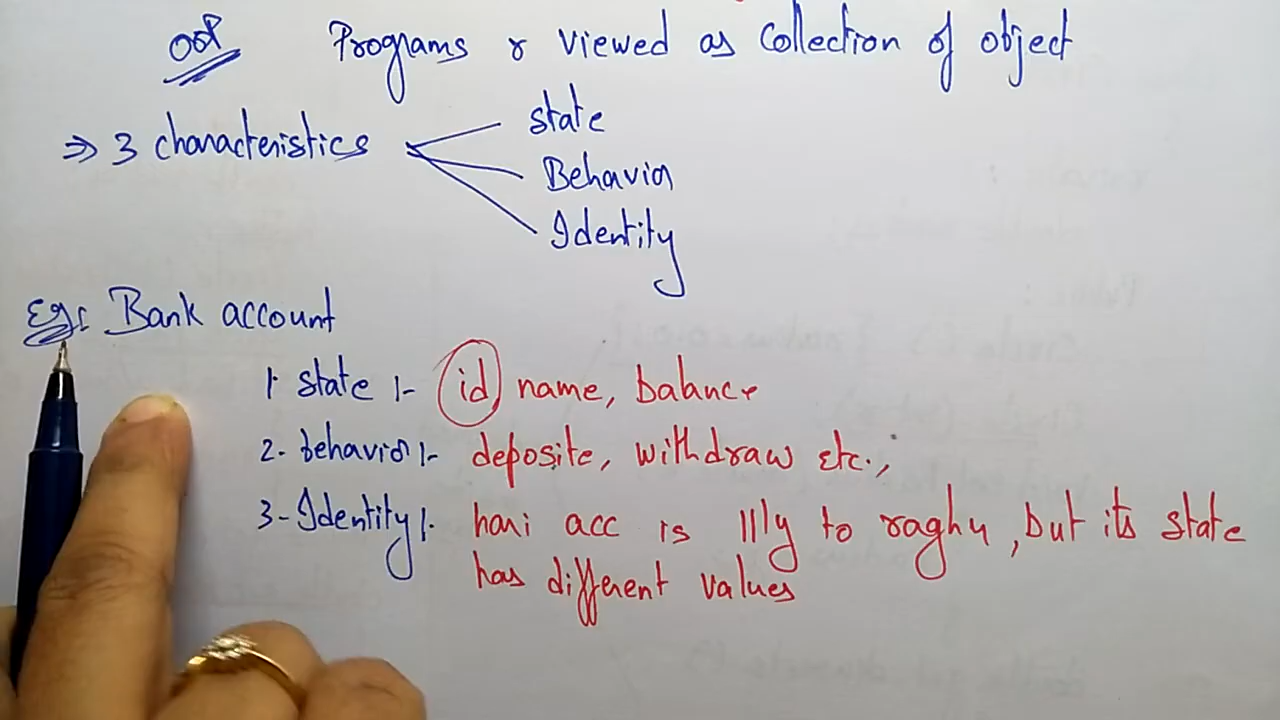 OOP Programs r viewed as collection of object
⇒ 3 characteristics
state
Behavior
Identity
Eg: Bank account
1. state :- id name, balance
2. behavior :- deposite, withdraw etc.,
3- Identity :- hari acc is llly to raghu, but its state
has different values